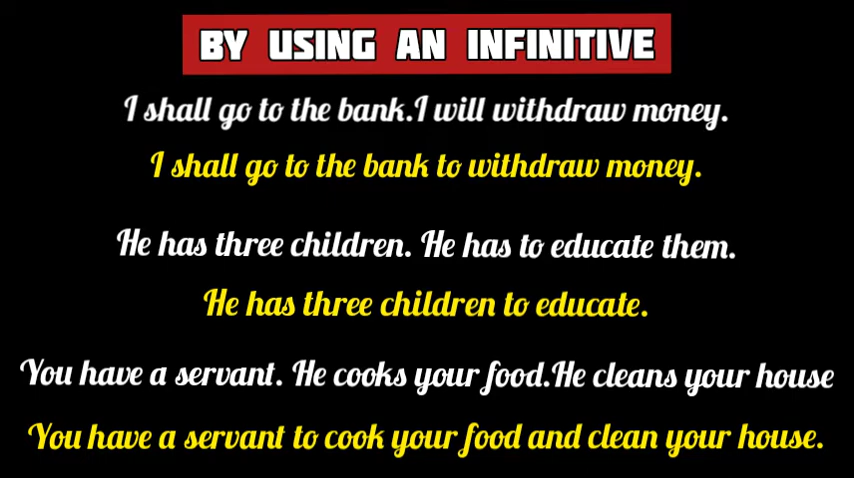 BY USING AN INFINITIVE
I shall go to the bank.I will withdraw money.
I shall go to the bank to withdraw money.
He has three children. He has to educate them.
He has three children to educate.
You have a servant. He cooks your food.He cleans your house
You have a servant to cook your food and clean your house.